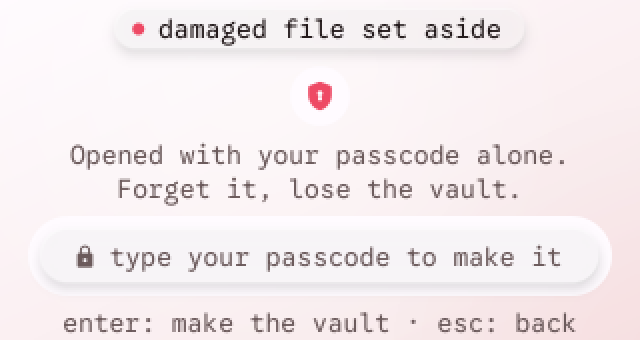 damaged file set aside
Opened with your passcode alone.
Forget it, lose the vault.
type your passcode to make it
enter: make the vault · esc: back